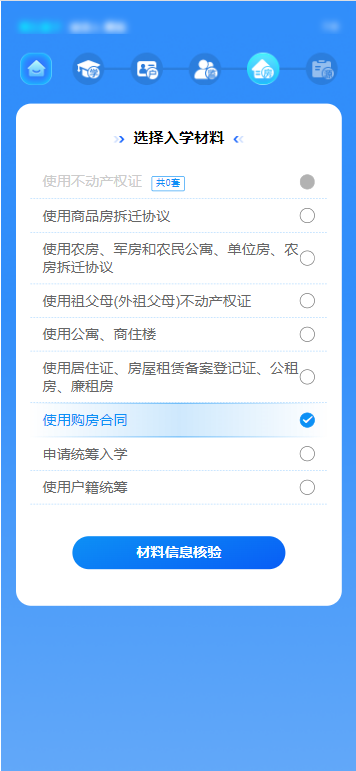 学
户
房
选择入学材料
使用不动产权证 共0套
使用商品房拆迁协议
使用农房、军房和农民公寓、单位房、农
房拆迁协议
使用祖父母(外祖父母)不动产权证
使用公寓、商住楼
使用居住证、房屋租赁备案登记证、公租
房、廉租房
使用购房合同
申请统筹入学
使用户籍统筹
材料信息核验